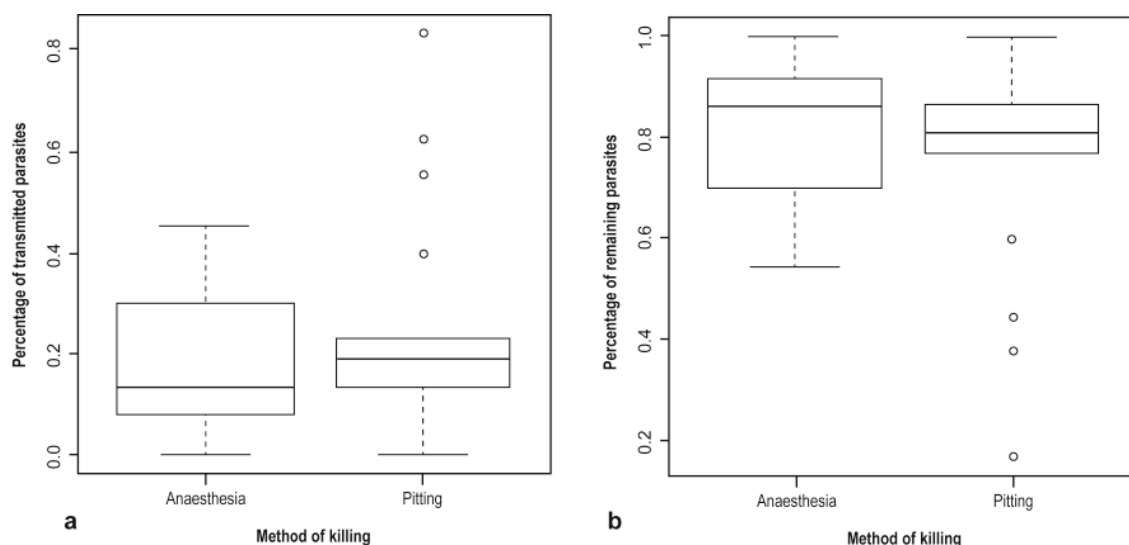 Percentage of transmitted parasites
0.8
0.6
0.4
0.2
0.0
Anaesthesia
Pitting
a
Method of killing
Percentage of remaining parasites
1.0
0.8
0.6
0.4
0.2
Anaesthesia
Pitting
b
Method of killing